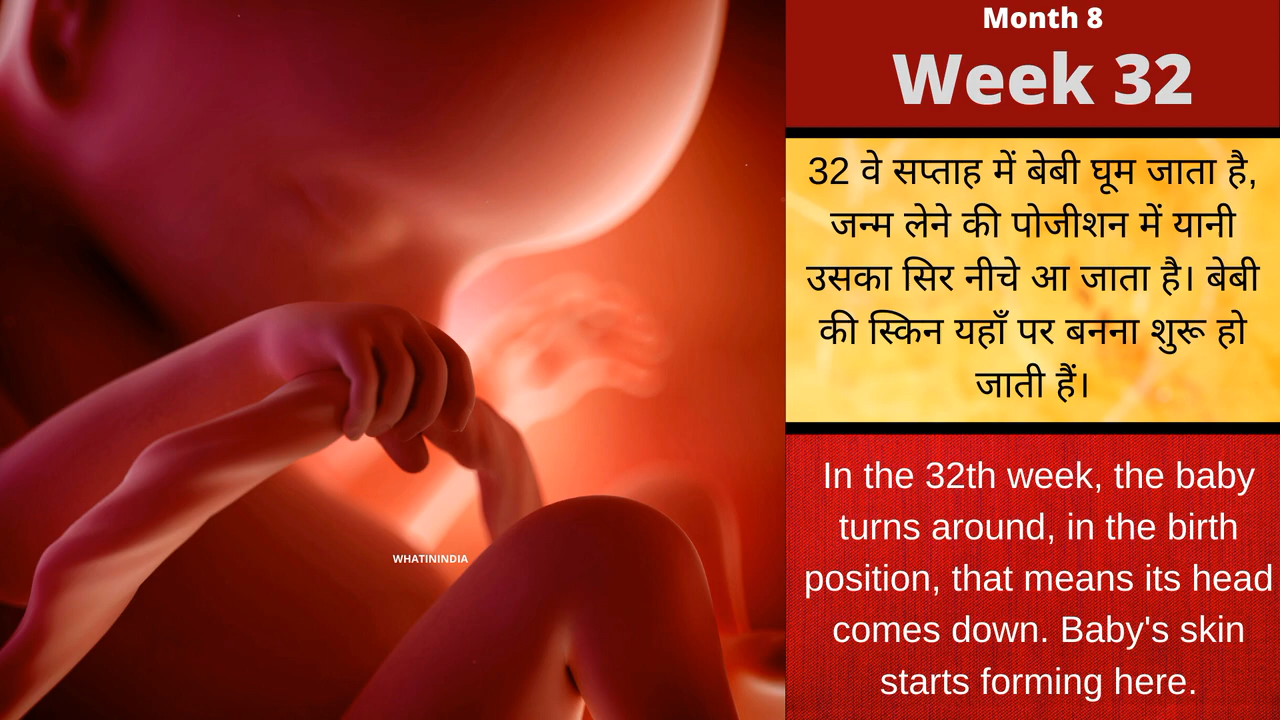 Month 8
Week 32
32 वे सप्ताह में बेबी घूम जाता है,
जन्म लेने की पोजीशन में यानी
उसका सिर नीचे आ जाता है। बेबी
की स्किन यहाँ पर बनना शुरू हो
जाती हैं।
In the 32th week, the baby
turns around, in the birth
position, that means its head
comes down. Baby's skin
starts forming here.
WHATININDIA